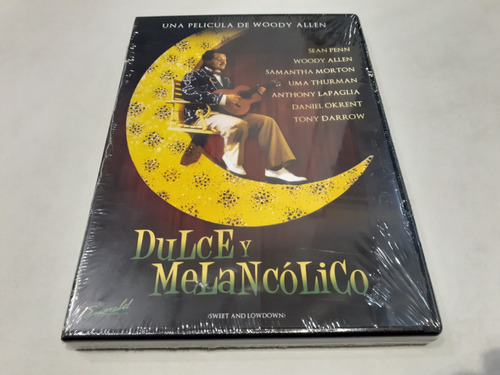 UNA PELICULA DE WOODY ALLEN
SEAN PENN
WOODY ALLEN
SAMANTHA MORTON
UMA THURMAN
ANTHONY LaPAGLIA
DANIEL OKRENT
TONY DARROW
DuLcE y
MeLaNcóLiCo
(SWEET AND LOWDOWN)
Emerald